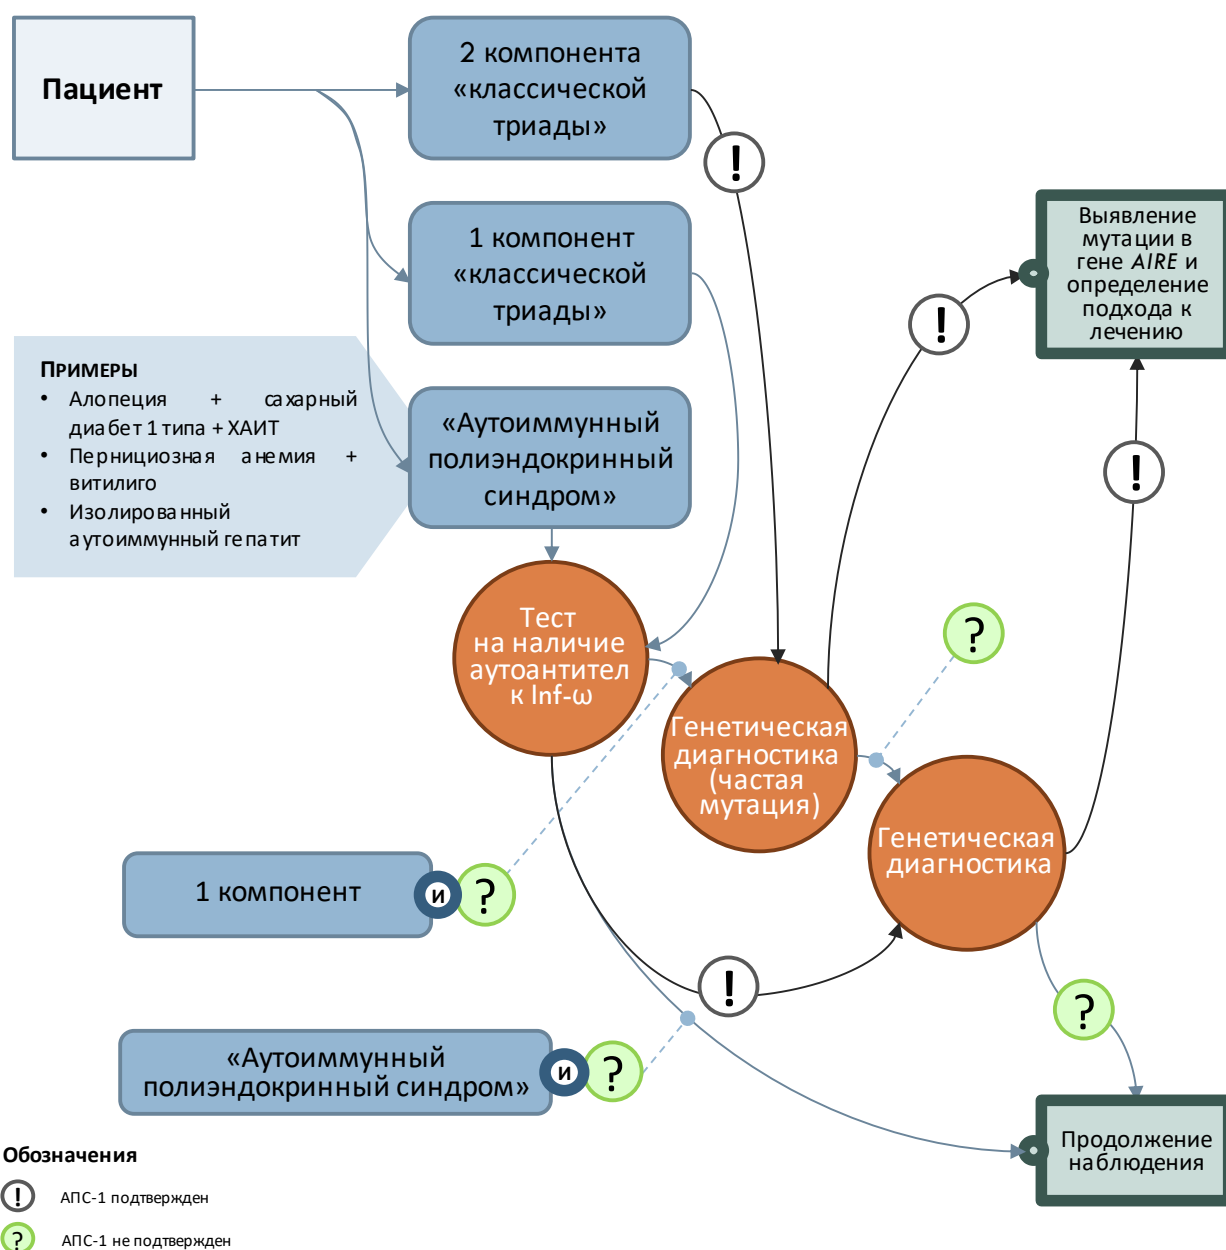 Пациент
2 компонента
«классической
триады»
!
1 компонент
«классической
триады»
Выявление
мутации в
гене AIRE и
определение
подхода к
лечению
!
ПРИМЕРЫ
• Алопеция + сахарный
диабет 1 типа + ХАИТ
• Пернициозная анемия +
витилиго
• Изолированный
аутоиммунный гепатит
«Аутоиммунный
полиэндокринный
синдром»
!
Тест
на наличие
аутоантител
к Inf-ω
?
Генетическая
диагностика
(частая
мутация)
Генетическая
диагностика
1 компонент
и
?
!
?
«Аутоиммунный
полиэндокринный синдром»
и
?
Продолжение
наблюдения
Обозначения
! АПС-1 подтвержден
? АПС-1 не подтвержден